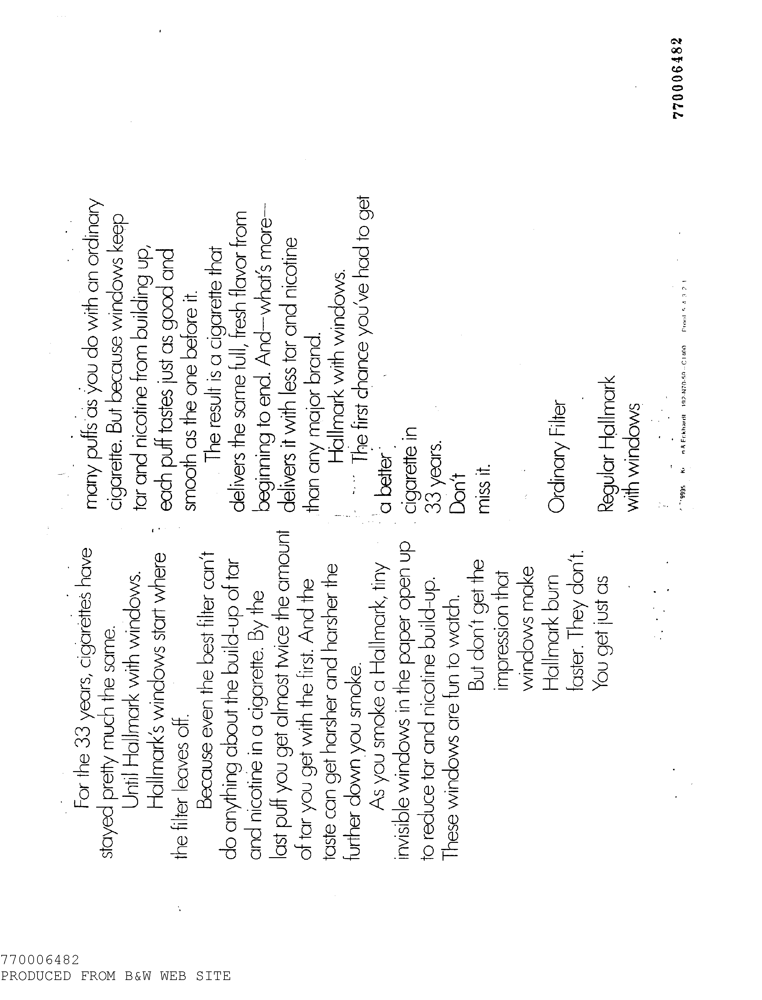 For the 33 years, cigarettes have
stayed pretty much the same.
Until Hallmark with windows.
Hallmark's windows start where
the filter leaves off.
Because even the best filter can't
do anything about the build-up of tar
and nicotine in a cigarette. By the
last puff you get almost twice the amount
of tar you get with the first. And the
taste can get harsher and harsher the
further down you smoke.
As you smoke a Hallmark, tiny
invisible windows in the paper open up
to reduce tar and nicotine build-up.
These windows are fun to watch.
But don't get the
impression that
windows make
Hallmark burn
faster. They don't.
You get just as
many puffs as you do with an ordinary
cigarette. But because windows keep
tar and nicotine from building up,
each puff tastes just as good and
smooth as the one before it.
The result is a cigarette that
delivers the same full, fresh flavor from
beginning to end. And—what's more—
delivers it with less tar and nicotine
than any major brand.
Hallmark with windows.
The first chance you've had to get
a better
cigarette in
33 years.
Don't
miss it.
Ordinary Filter
Regular Hallmark
with windows
770006482
770006482
PRODUCED FROM B&W WEB SITE